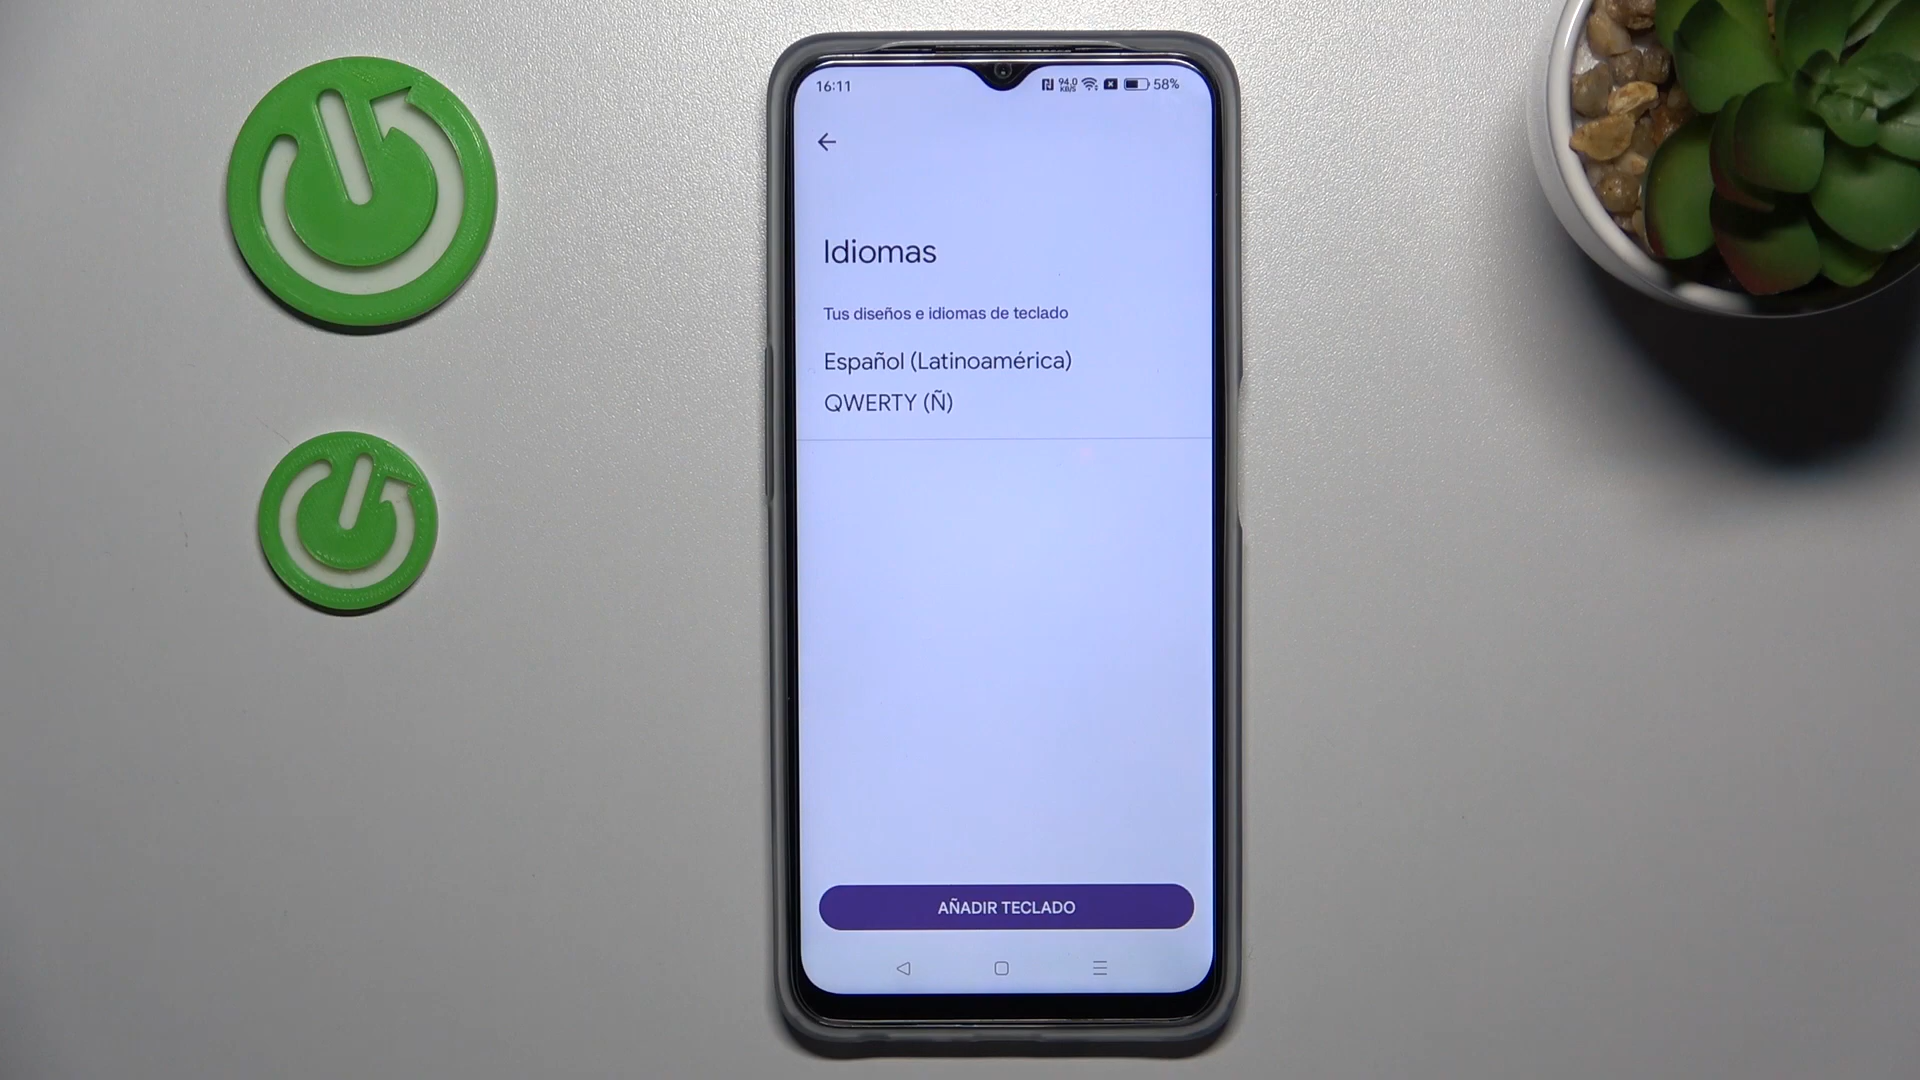 16:11
94.0
KB/S
58%
Idiomas
Tus diseños e idiomas de teclado
Español (Latinoamérica)
QWERTY (Ñ)
AÑADIR TECLADO